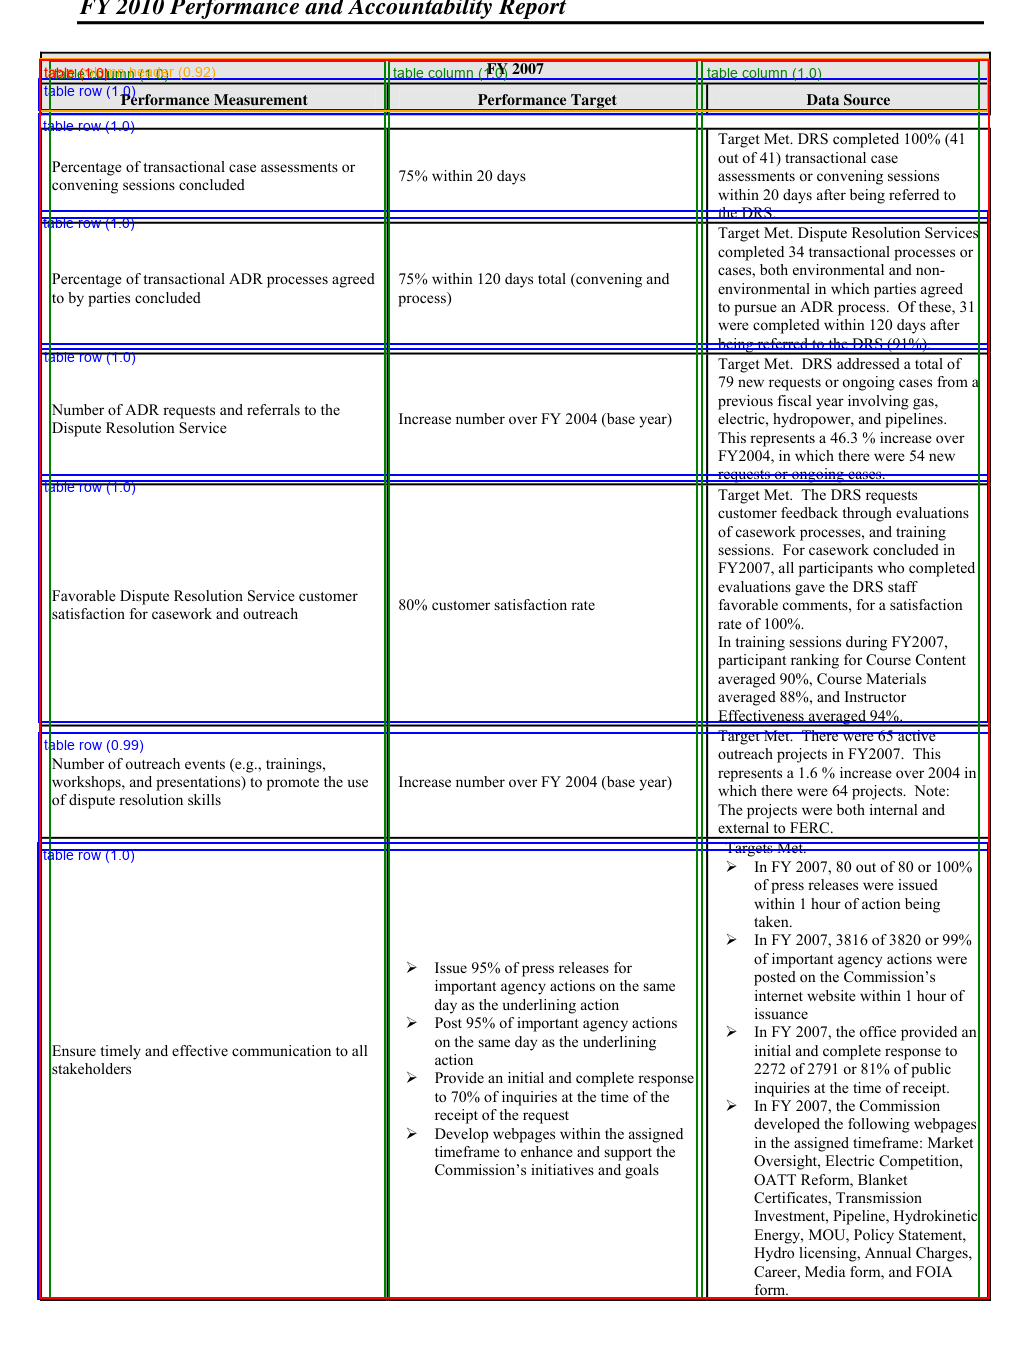 FY 2010 Performance and Accountability Report
FY 2007
table column header (0.92)
table column (1.0)
table column (1.0)
table row (1.0)
Performance Measurement
Performance Target
Data Source
table row (1.0)
Percentage of transactional case assessments or
convening sessions concluded
75% within 20 days
Target Met. DRS completed 100% (41
out of 41) transactional case
assessments or convening sessions
within 20 days after being referred to
the DRS.
table row (1.0)
Percentage of transactional ADR processes agreed
to by parties concluded
75% within 120 days total (convening and
process)
Target Met. Dispute Resolution Services
completed 34 transactional processes or
cases, both environmental and non-
environmental in which parties agreed
to pursue an ADR process.  Of these, 31
were completed within 120 days after
being referred to the DRS (91%).
table row (1.0)
Number of ADR requests and referrals to the
Dispute Resolution Service
Increase number over FY 2004 (base year)
Target Met.  DRS addressed a total of
79 new requests or ongoing cases from a
previous fiscal year involving gas,
electric, hydropower, and pipelines.
This represents a 46.3 % increase over
FY2004, in which there were 54 new
requests or ongoing cases.
table row (1.0)
Favorable Dispute Resolution Service customer
satisfaction for casework and outreach
80% customer satisfaction rate
Target Met.  The DRS requests
customer feedback through evaluations
of casework processes, and training
sessions.  For casework concluded in
FY2007, all participants who completed
evaluations gave the DRS staff
favorable comments, for a satisfaction
rate of 100%.
In training sessions during FY2007,
participant ranking for Course Content
averaged 90%, Course Materials
averaged 88%, and Instructor
Effectiveness averaged 94%.
table row (0.99)
Number of outreach events (e.g., trainings,
workshops, and presentations) to promote the use
of dispute resolution skills
Increase number over FY 2004 (base year)
Target Met.  There were 65 active
outreach projects in FY2007.  This
represents a 1.6 % increase over 2004 in
which there were 64 projects.  Note:
The projects were both internal and
external to FERC.
table row (1.0)
Ensure timely and effective communication to all
stakeholders
➢ Issue 95% of press releases for
important agency actions on the same
day as the underlining action
➢ Post 95% of important agency actions
on the same day as the underlining
action
➢ Provide an initial and complete response
to 70% of inquiries at the time of the
receipt of the request
➢ Develop webpages within the assigned
timeframe to enhance and support the
Commission's initiatives and goals
Targets Met.
➢ In FY 2007, 80 out of 80 or 100%
of press releases were issued
within 1 hour of action being
taken.
➢ In FY 2007, 3816 of 3820 or 99%
of important agency actions were
posted on the Commission's
internet website within 1 hour of
issuance
➢ In FY 2007, the office provided an
initial and complete response to
2272 of 2791 or 81% of public
inquiries at the time of receipt.
➢ In FY 2007, the Commission
developed the following webpages
in the assigned timeframe: Market
Oversight, Electric Competition,
OATT Reform, Blanket
Certificates, Transmission
Investment, Pipeline, Hydrokinetic
Energy, MOU, Policy Statement,
Hydro licensing, Annual Charges,
Career, Media form, and FOIA
form.